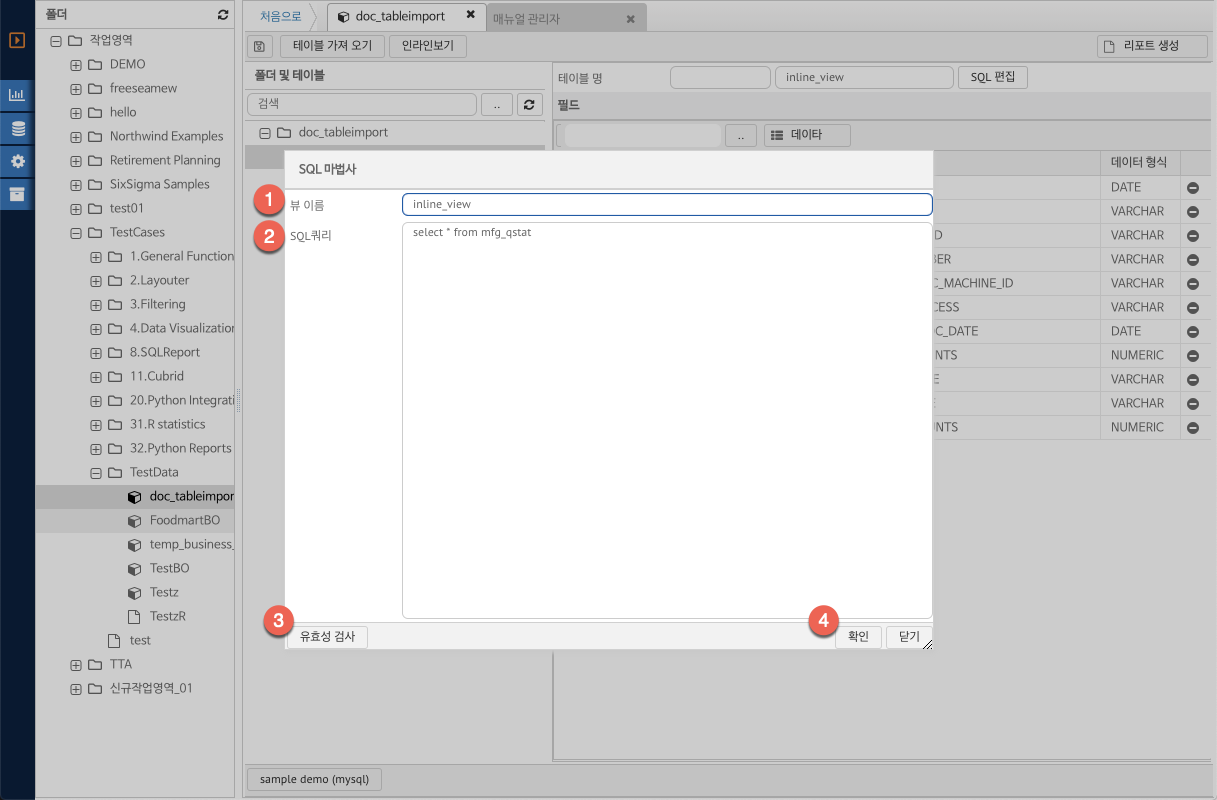 폴더
작업영역
DEMO
freeseamew
hello
Northwind Examples
Retirement Planning
SixSigma Samples
test01
TestCases
1.General Function
2.Layouter
3.Filtering
4.Data Visualization
8.SQLReport
11.Cubrid
20.Python Integrati
31.R statistics
32.Python Reports
TestData
doc_tableimpor
FoodmartBO
temp_business_
TestBO
Testz
TestzR
test
TTA
신규작업영역_01
처음으로
doc_tableimport
메뉴얼 관리자
테이블 가져 오기
인라인보기
리포트 생성
폴더 및 테이블
검색
..
doc_tableimport
테이블 명
inline_view
SQL 편집
필드
..
데이타
데이터 형식
DATE
VARCHAR
D VARCHAR
BER VARCHAR
C_MACHINE_ID VARCHAR
CESS VARCHAR
OC_DATE DATE
NTS NUMERIC
E VARCHAR
VARCHAR
UNTS NUMERIC
SQL 마법사
1 뷰 이름
inline_view
2 SQL쿼리
select * from mfg_qstat
3 유효성 검사
4 확인
닫기
sample demo (mysql)